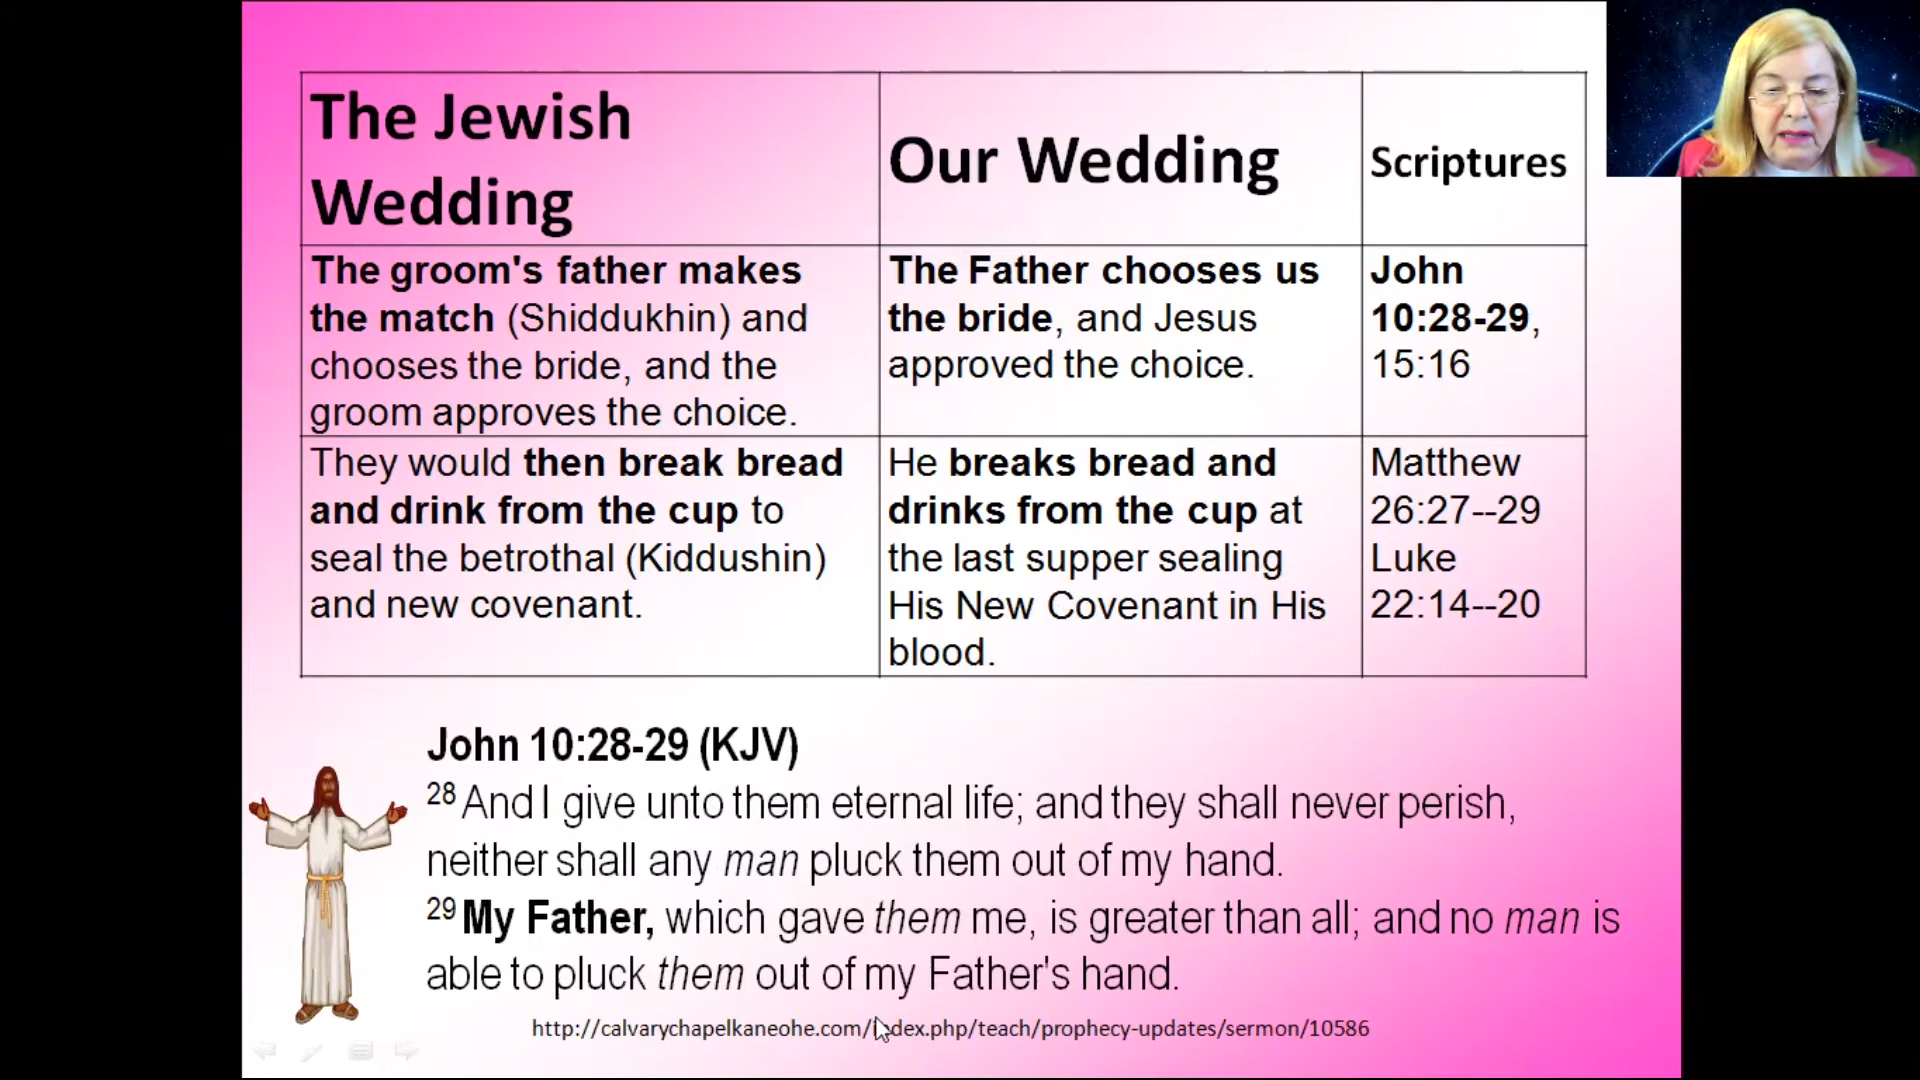 The Jewish
Wedding
Our Wedding
Scriptures
The groom's father makes
the match (Shiddukhin) and
chooses the bride, and the
groom approves the choice.
The Father chooses us
the bride, and Jesus
approved the choice.
John
10:28-29,
15:16
They would then break bread
and drink from the cup to
seal the betrothal (Kiddushin)
and new covenant.
He breaks bread and
drinks from the cup at
the last supper sealing
His New Covenant in His
blood.
Matthew
26:27--29
Luke
22:14--20
John 10:28-29 (KJV)
28 And I give unto them eternal life; and they shall never perish,
neither shall any man pluck them out of my hand.
29 My Father, which gave them me, is greater than all; and no man is
able to pluck them out of my Father's hand.
http://calvarychapelkaneohe.com/index.php/teach/prophecy-updates/sermon/10586